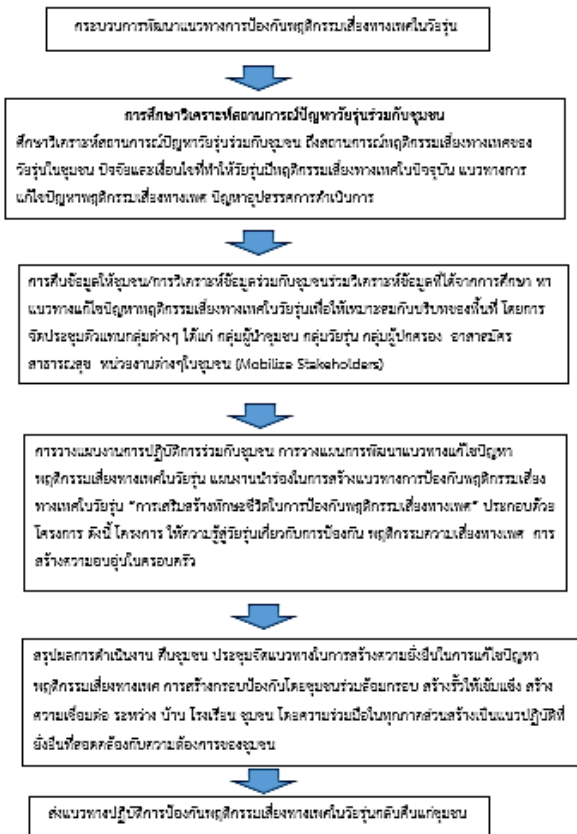 กระบวนการพัฒนาแนวทางการป้องกันพฤติกรรมเสี่ยงทางเพศในวัยรุ่น
การศึกษาวิเคราะห์สถานการณ์ปัญหาวัยรุ่นร่วมกับชุมชน
ศึกษาวิเคราะห์สถานการณ์ปัญหาวัยรุ่นร่วมกับชุมชน ถึงสถานการณ์พฤติกรรมเสี่ยงทางเพศของ
วัยรุ่นในชุมชน ปัจจัยและเงื่อนไขที่ทำให้วัยรุ่นมีพฤติกรรมเสี่ยงทางเพศในปัจจุบัน แนวทางการ
แก้ไขปัญหาพฤติกรรมเสี่ยงทางเพศ ปัญหาอุปสรรคการดำเนินการ
การคืนข้อมูลให้ชุมชน/การวิเคราะห์ข้อมูลร่วมกับชุมชนร่วมวิเคราะห์ข้อมูลที่ได้จากการศึกษา หา
แนวทางแก้ไขปัญหาพฤติกรรมเสี่ยงทางเพศในวัยรุ่นเพื่อให้เหมาะสมกับบริบทของพื้นที่ โดยการ
จัดประชุมตัวแทนกลุ่มต่างๆ ได้แก่ กลุ่มผู้นำชุมชน กลุ่มวัยรุ่น กลุ่มผู้ปกครอง อาสาสมัคร
สาธารณสุข หน่วยงานต่างๆในชุมชน (Mobilize Stakeholders)
การวางแผนงานการปฏิบัติการร่วมกับชุมชน การวางแผนการพัฒนาแนวทางแก้ไขปัญหา
พฤติกรรมเสี่ยงทางเพศในวัยรุ่น แผนงานนำร่องในการสร้างแนวทางการป้องกันพฤติกรรมเสี่ยง
ทางเพศในวัยรุ่น "การเสริมสร้างทักษะชีวิตในการป้องกันพฤติกรรมเสี่ยงทางเพศ" ประกอบด้วย
โครงการ ดังนี้ โครงการ ให้ความรู้สู่วัยรุ่นเกี่ยวกับการป้องกัน พฤติกรรมความเสี่ยงทางเพศ การ
สร้างความอบอุ่นในครอบครัว
สรุปผลการดำเนินงาน คืนชุมชน ประชุมจัดแนวทางในการสร้างความยั่งยืนในการแก้ไขปัญหา
พฤติกรรมเสี่ยงทางเพศ การสร้างกรอบป้องกันโดยชุมชนร่วมล้อมกรอบ สร้างรั้วให้เข้มแข็ง สร้าง
ความเชื่อมต่อ ระหว่าง บ้าน โรงเรียน ชุมชน โดยความร่วมมือในทุกภาคส่วนสร้างเป็นแนวปฏิบัติที่
ยั่งยืนที่สอดคล้องกับความต้องการของชุมชน
ส่งแนวทางปฏิบัติการป้องกันพฤติกรรมเสี่ยงทางเพศในวัยรุ่นกลับคืนแก่ชุมชน